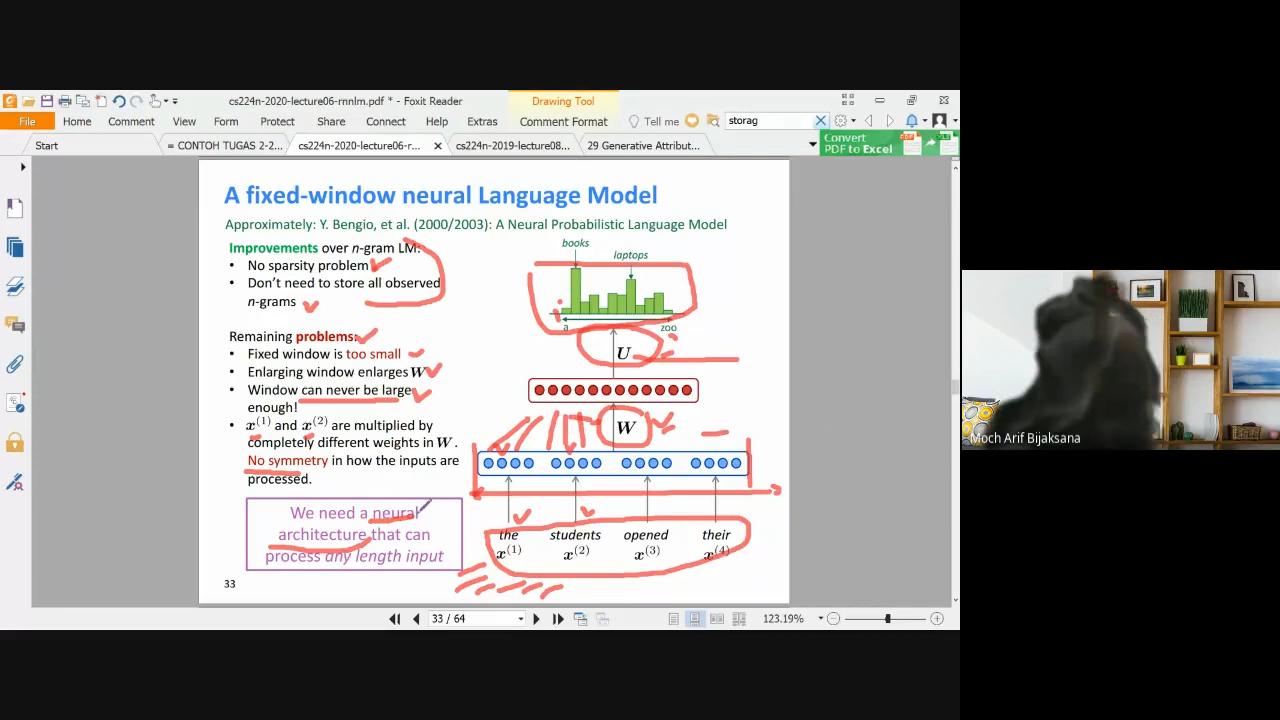 cs224n-2020-lecture06-rnnlm.pdf * - Foxit Reader
Drawing Tool
File Home Comment View Form Protect Share Connect Help Extras Comment Format Tell me storag
Start = CONTOH TUGAS 2-2... cs224n-2020-lecture06-r... cs224n-2019-lecture08... 29 Generative Attribut...
Convert
PDF to Excel
A fixed-window neural Language Model
Approximately: Y. Bengio, et al. (2000/2003): A Neural Probabilistic Language Model
Improvements over n-gram LM:
• No sparsity problem
• Don't need to store all observed
n-grams
Remaining problems:
• Fixed window is too small
• Enlarging window enlarges W
• Window can never be large
enough!
• x(1) and x(2) are multiplied by
completely different weights in W.
No symmetry in how the inputs are
processed.
We need a neural
architecture that can
process any length input
33
books
laptops
a zoo
U
W
the students opened their
x(1) x(2) x(3) x(4)
33 / 64
123.19%
Moch Arif Bijaksana